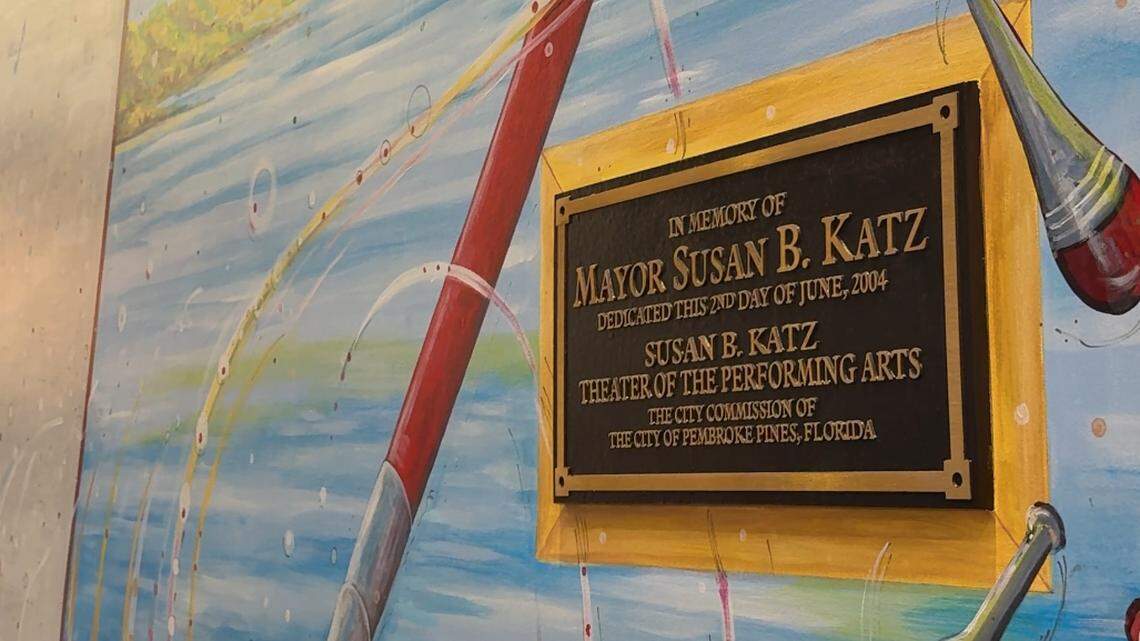 IN MEMORY OF
MAYOR SUSAN B. KATZ
DEDICATED THIS 2ND DAY OF JUNE, 2004
SUSAN B. KATZ
THEATER OF THE PERFORMING ARTS
THE CITY COMMISSION OF
THE CITY OF PEMBROKE PINES, FLORIDA